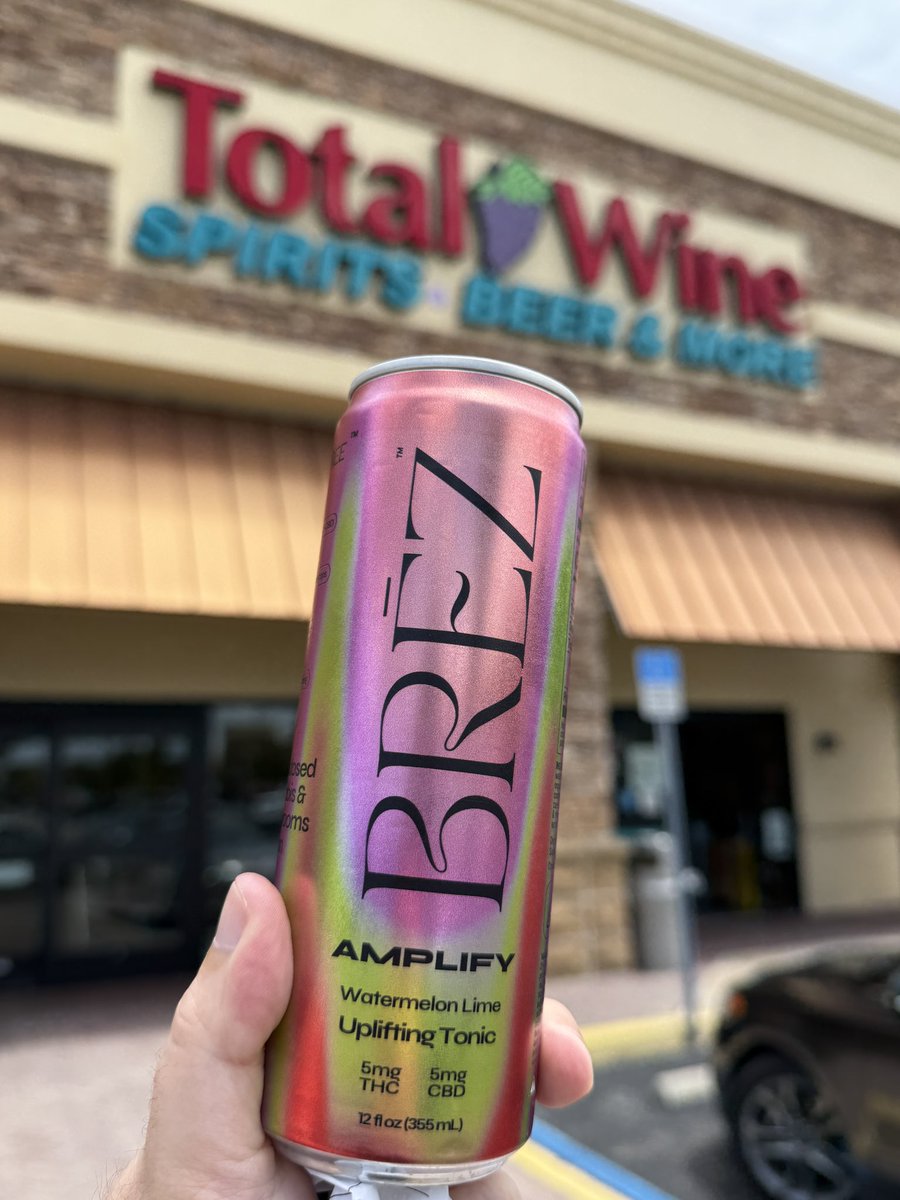 Total Wine
SPIRITS BEER & MORE
™
BRĒZ
AMPLIFY
Watermelon Lime
Uplifting Tonic
5mg 5mg
THC CBD
12 fl oz (355 mL)